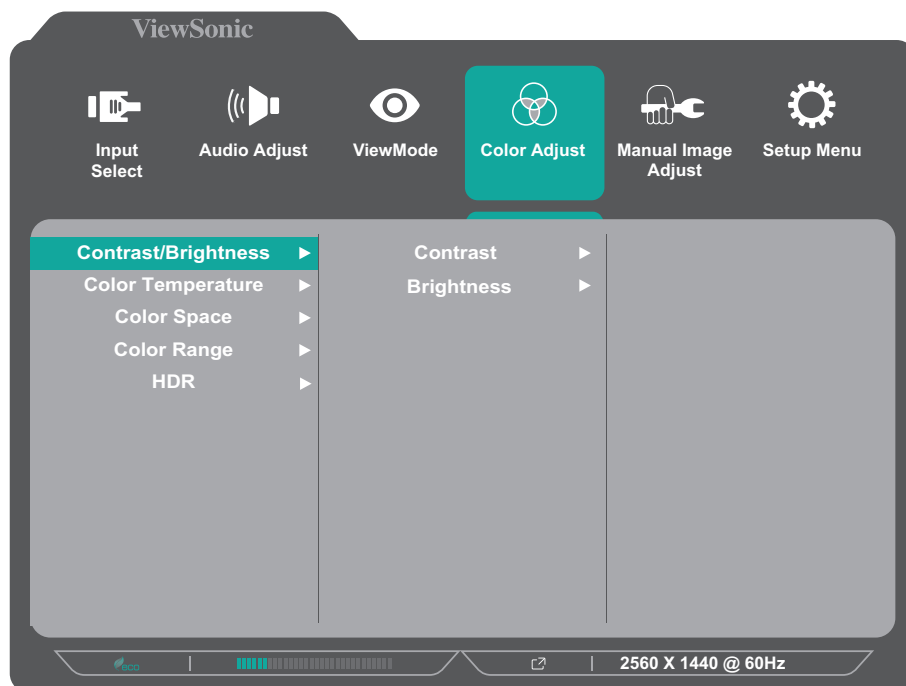 ViewSonic
Input
Select
Audio Adjust
ViewMode
Color Adjust
Manual Image
Adjust
Setup Menu
Contrast/Brightness
Color Temperature
Color Space
Color Range
HDR
Contrast
Brightness
eco
2560 X 1440 @ 60Hz